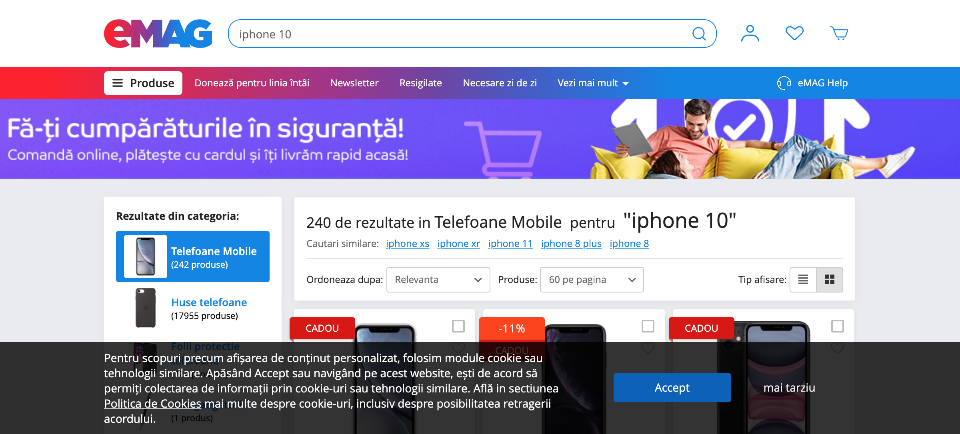 eMAG
iphone 10
Produse
Donează pentru linia întâi
Newsletter
Resigilate
Necesare zi de zi
Vezi mai mult
eMAG Help
Fă-ți cumpărăturile în siguranță!
Comandă online, plătește cu cardul și îți livrăm rapid acasă!
Rezultate din categoria:
Telefoane Mobile
(242 produse)
Huse telefoane
(17955 produse)
Folii protectie
(1 produs)
240 de rezultate in Telefoane Mobile pentru "iphone 10"
Cautari similare: iphone xs iphone xr iphone 11 iphone 8 plus iphone 8
Ordoneaza dupa: Relevanta Produse: 60 pe pagina Tip afisare:
CADOU
-11%
CADOU
CADOU
Pentru scopuri precum afișarea de conținut personalizat, folosim module cookie sau
tehnologii similare. Apăsând Accept sau navigând pe acest website, ești de acord să
permiți colectarea de informații prin cookie-uri sau tehnologii similare. Află in sectiunea
Politica de Cookies mai multe despre cookie-uri, inclusiv despre posibilitatea retragerii
acordului.
Accept
mai tarziu